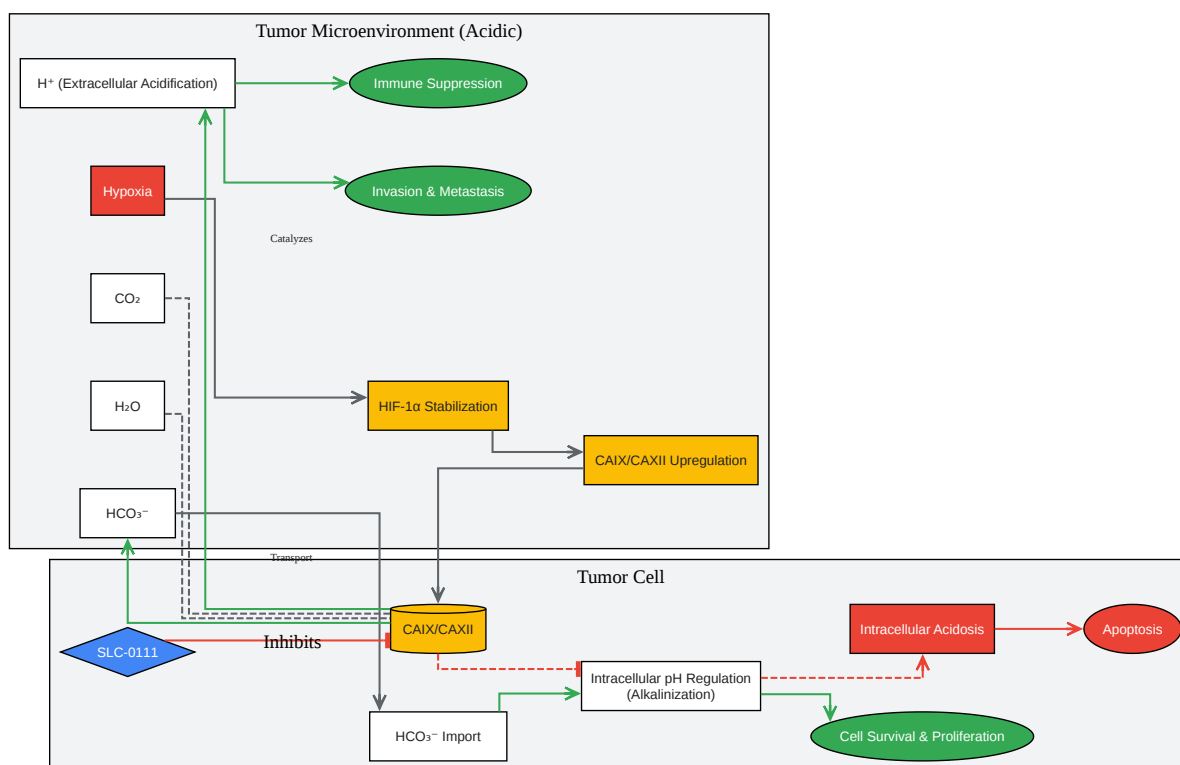 Tumor Microenvironment (Acidic)
H⁺ (Extracellular Acidification)
Immune Suppression
Hypoxia
Invasion & Metastasis
Catalyzes
CO₂
H₂O
HIF-1α Stabilization
CAIX/CAXII Upregulation
HCO₃⁻
Transport
Tumor Cell
CAIX/CAXII
Intracellular Acidosis
Apoptosis
SLC-0111
Inhibits
Intracellular pH Regulation
(Alkalinization)
HCO₃⁻ Import
Cell Survival & Proliferation